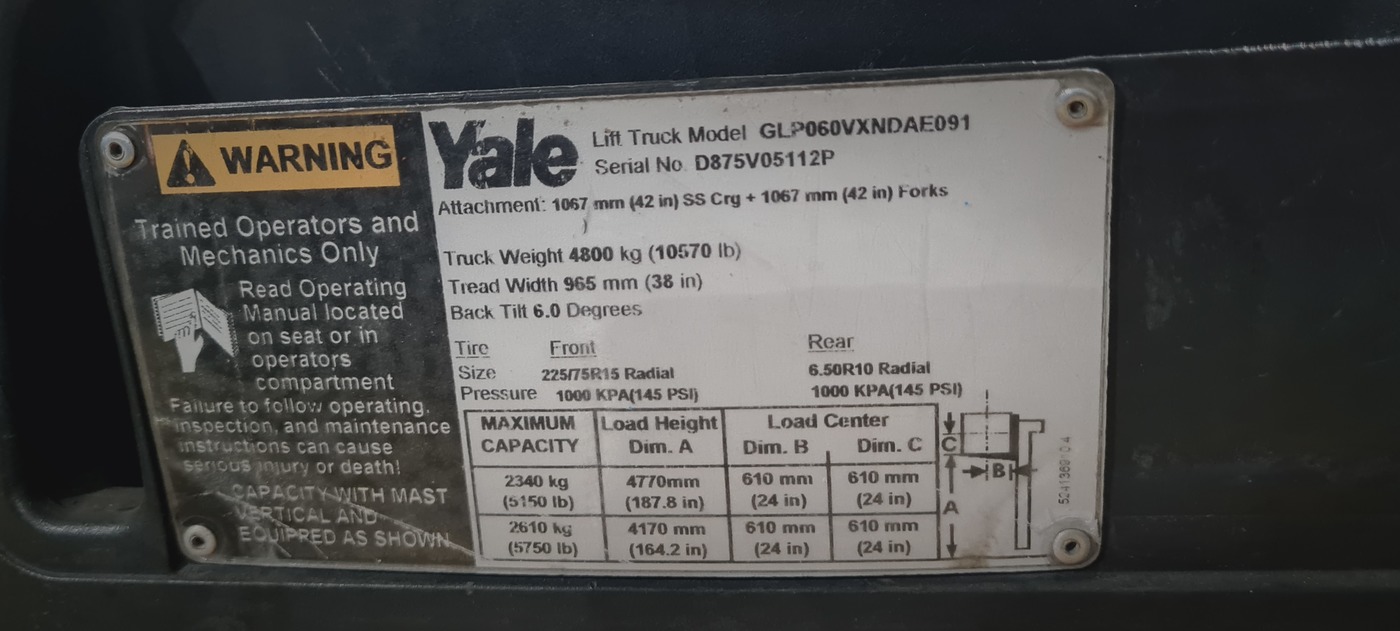 WARNING
Trained Operators and
Mechanics Only
Read Operating
Manual located
on seat or in
operators
compartment
Failure to follow operating,
inspection, and maintenance
instructions can cause
serious injury or death!
CAPACITY WITH MAST
VERTICAL AND
EQUIPPED AS SHOWN
Yale
Lift Truck Model GLP060VXNDAE091
Serial No. D875V05112P
Attachment: 1067 mm (42 in) SS Crg + 1067 mm (42 in) Forks
Truck Weight 4800 kg (10570 lb)
Tread Width 965 mm (38 in)
Back Tilt 6.0 Degrees
Tire Front Rear
Size 225/75R15 Radial 6.50R10 Radial
Pressure 1000 KPA(145 PSI) 1000 KPA(145 PSI)
MAXIMUM Load Height Load Center
CAPACITY Dim. A Dim. B Dim. C
2340 kg 4770mm 610 mm 610 mm
(5150 lb) (187.8 in) (24 in) (24 in)
2610 kg 4170 mm 610 mm 610 mm
(5750 lb) (164.2 in) (24 in) (24 in)
C
B
A